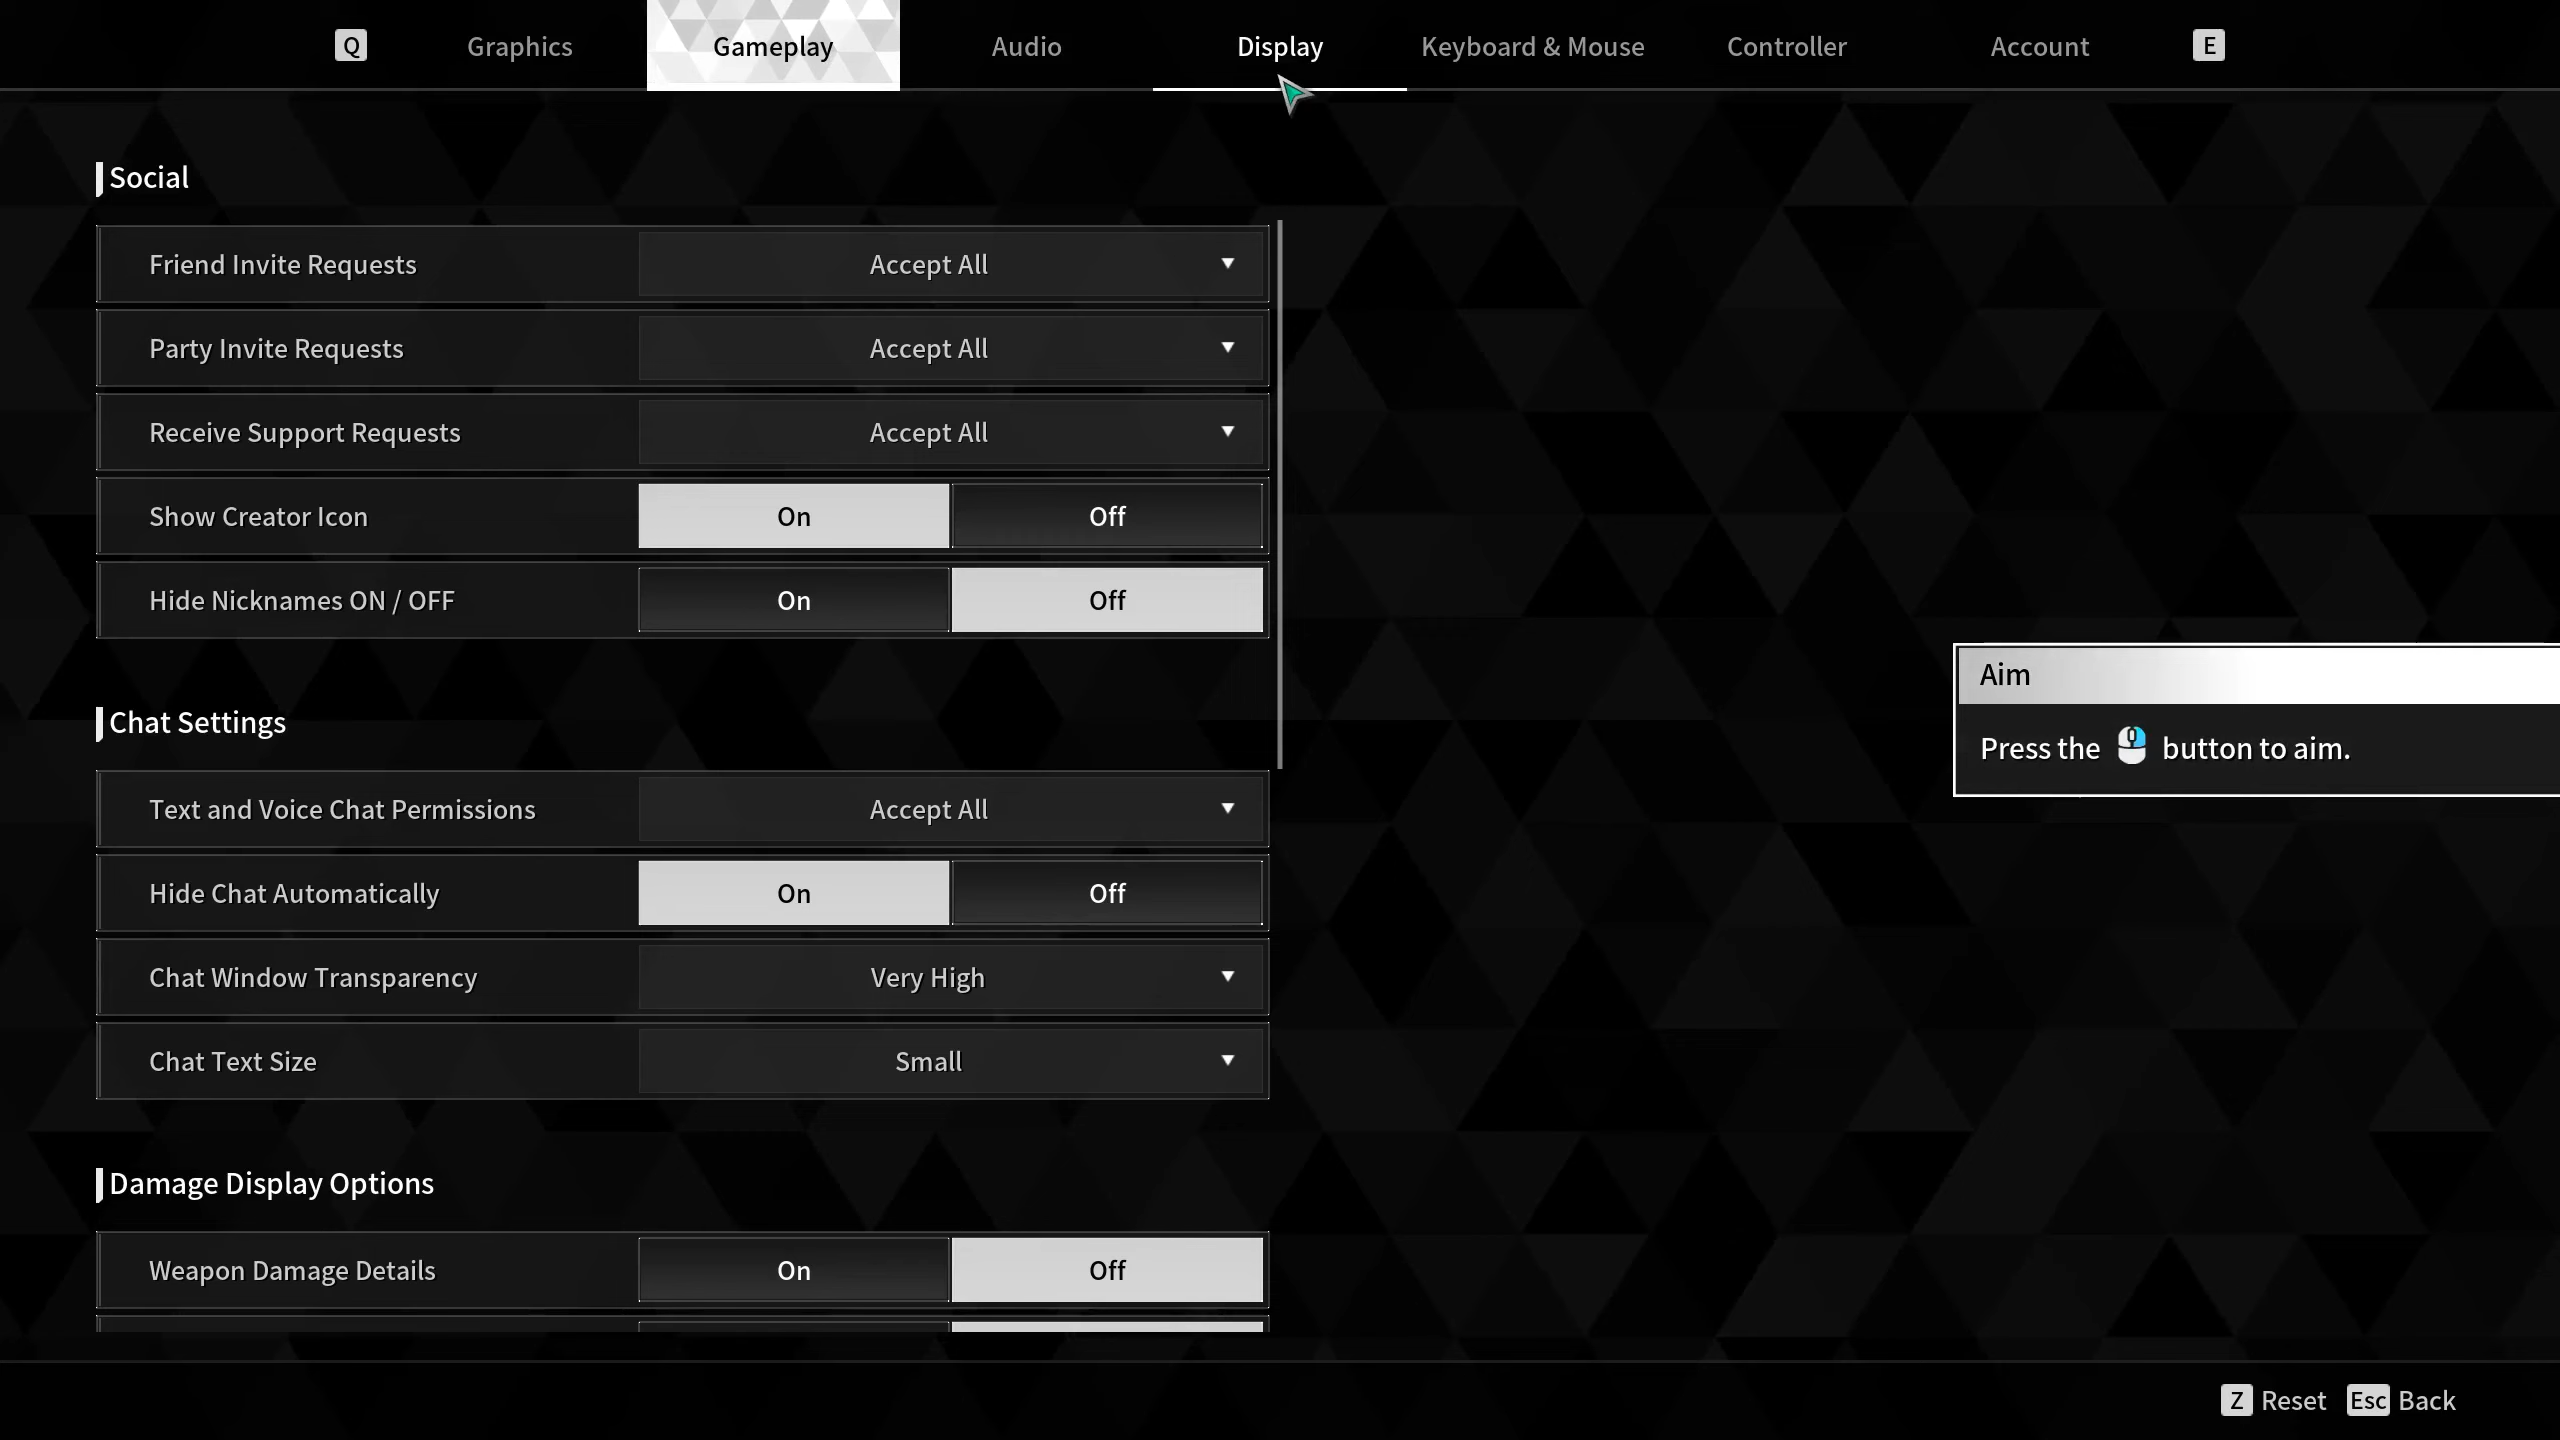 Q Graphics Gameplay Audio Display Keyboard & Mouse Controller Account E
Social
Friend Invite Requests Accept All
Party Invite Requests Accept All
Receive Support Requests Accept All
Show Creator Icon On Off
Hide Nicknames ON / OFF On Off
Aim
Press the button to aim.
Chat Settings
Text and Voice Chat Permissions Accept All
Hide Chat Automatically On Off
Chat Window Transparency Very High
Chat Text Size Small
Damage Display Options
Weapon Damage Details On Off
Z Reset Esc Back